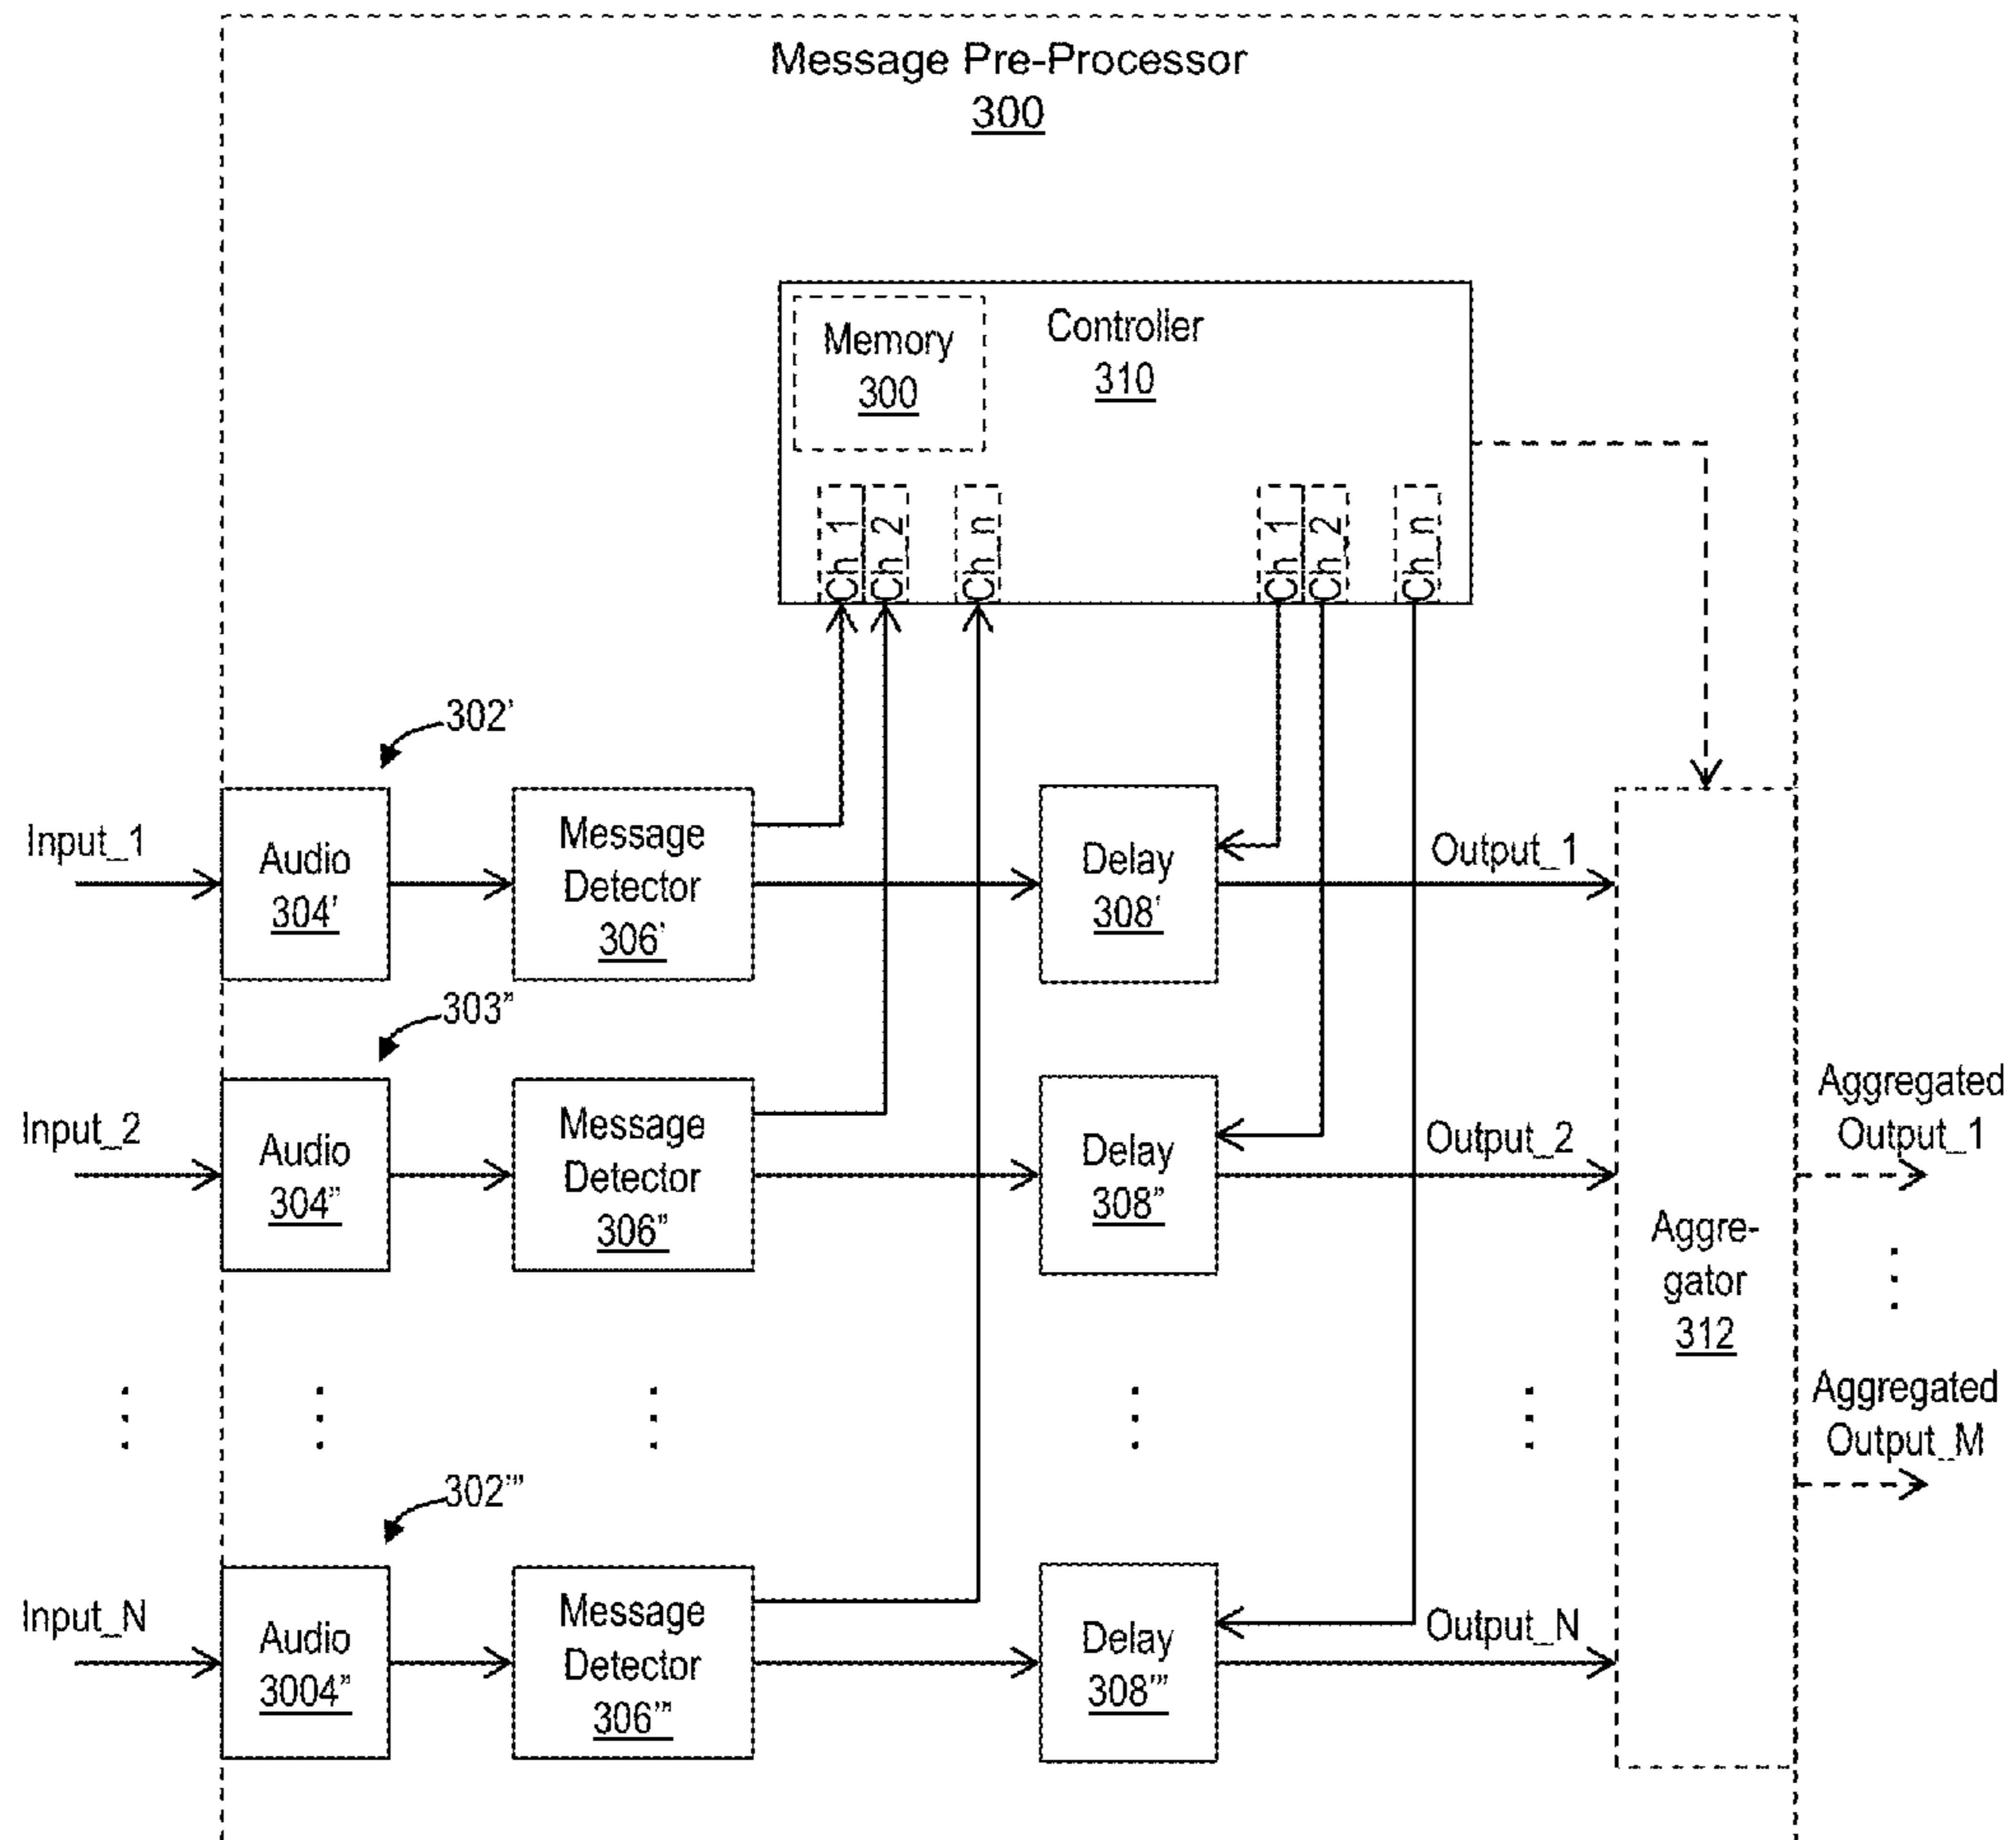 Message Pre-Processor
300
Memory
300
Controller
310
Ch_1
Ch_2
Ch_n
Ch_1
Ch_2
Ch_n
302'
Input_1
Audio
304'
Message
Detector
306'
Delay
308'
Output_1
303"
Input_2
Audio
304"
Message
Detector
306"
Delay
308"
Output_2
Aggre-
gator
312
Aggregated
Output_1
Aggregated
Output_M
302'"
Input_N
Audio
3004"
Message
Detector
306'"
Delay
308'"
Output_N